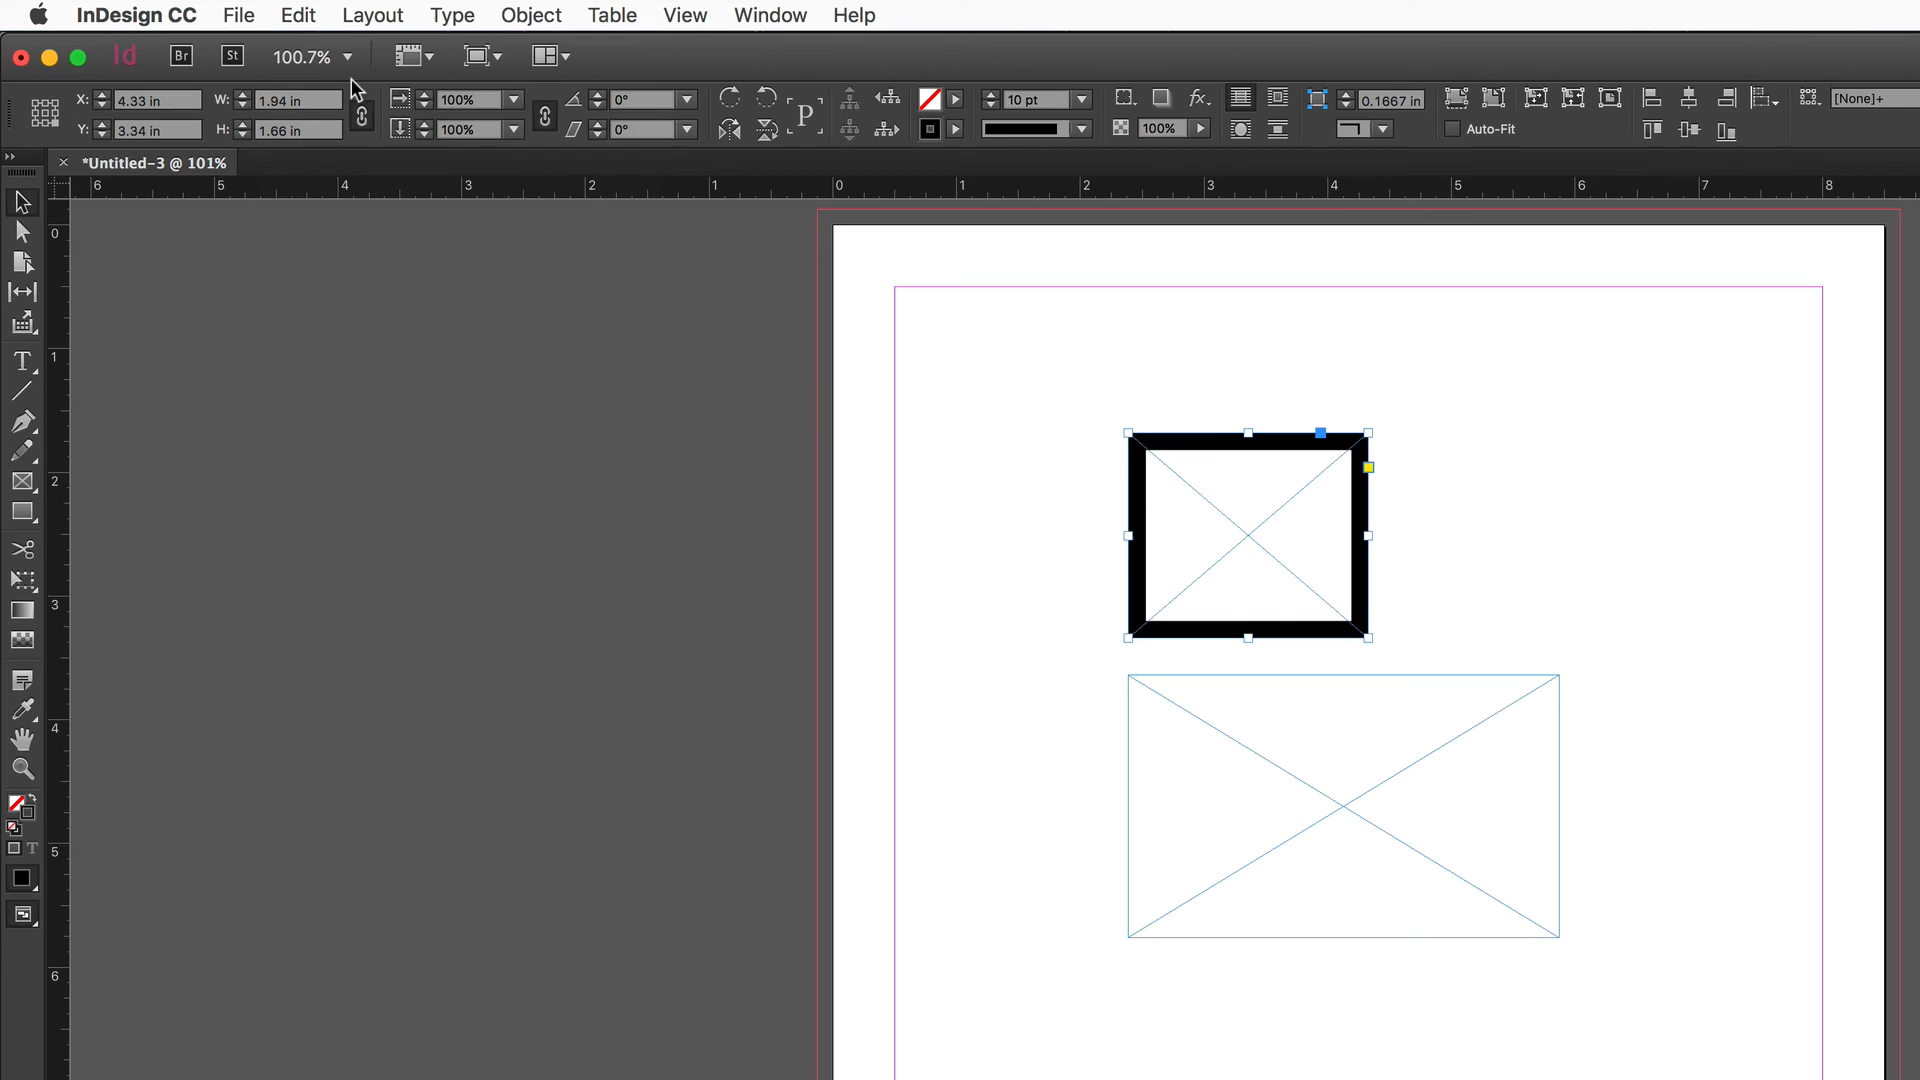 InDesign CC File Edit Layout Type Object Table View Window Help
Id Br St 100.7%
X: 4.33 in W: 1.94 in 100% 0° 10 pt fx. 0.1667 in [None]+
Y: 3.34 in H: 1.66 in 100% 0° P 100% Auto-Fit
*Untitled-3 @ 101%
6 5 4 3 2 1 0 1 2 3 4 5 6 7 8
0
1
T
2
3
4
T
5
6